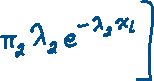 π₂ λ₂ e^{-λ₂ x_i} ]